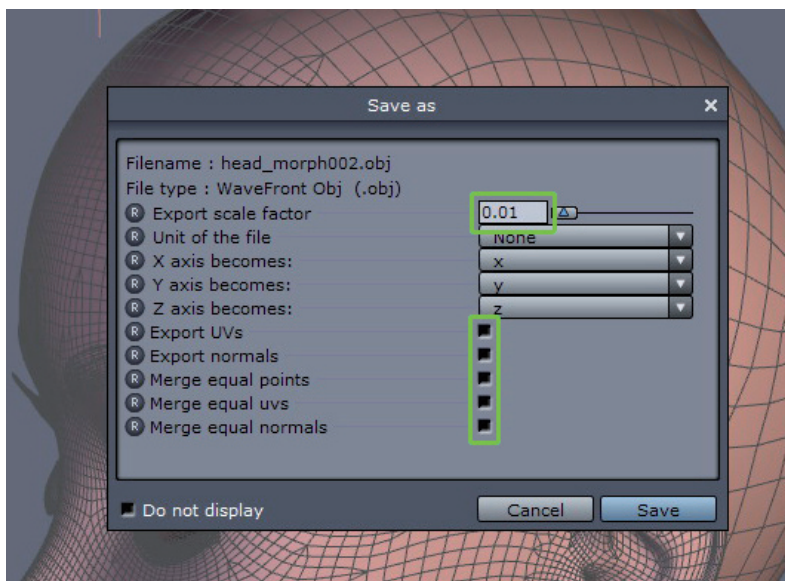 Save as
Filename : head_morph002.obj
File type : WaveFront Obj (.obj)
R Export scale factor 0.01
R Unit of the file None
R X axis becomes: x
R Y axis becomes: y
R Z axis becomes: z
R Export UVs
R Export normals
R Merge equal points
R Merge equal uvs
R Merge equal normals
Do not display Cancel Save